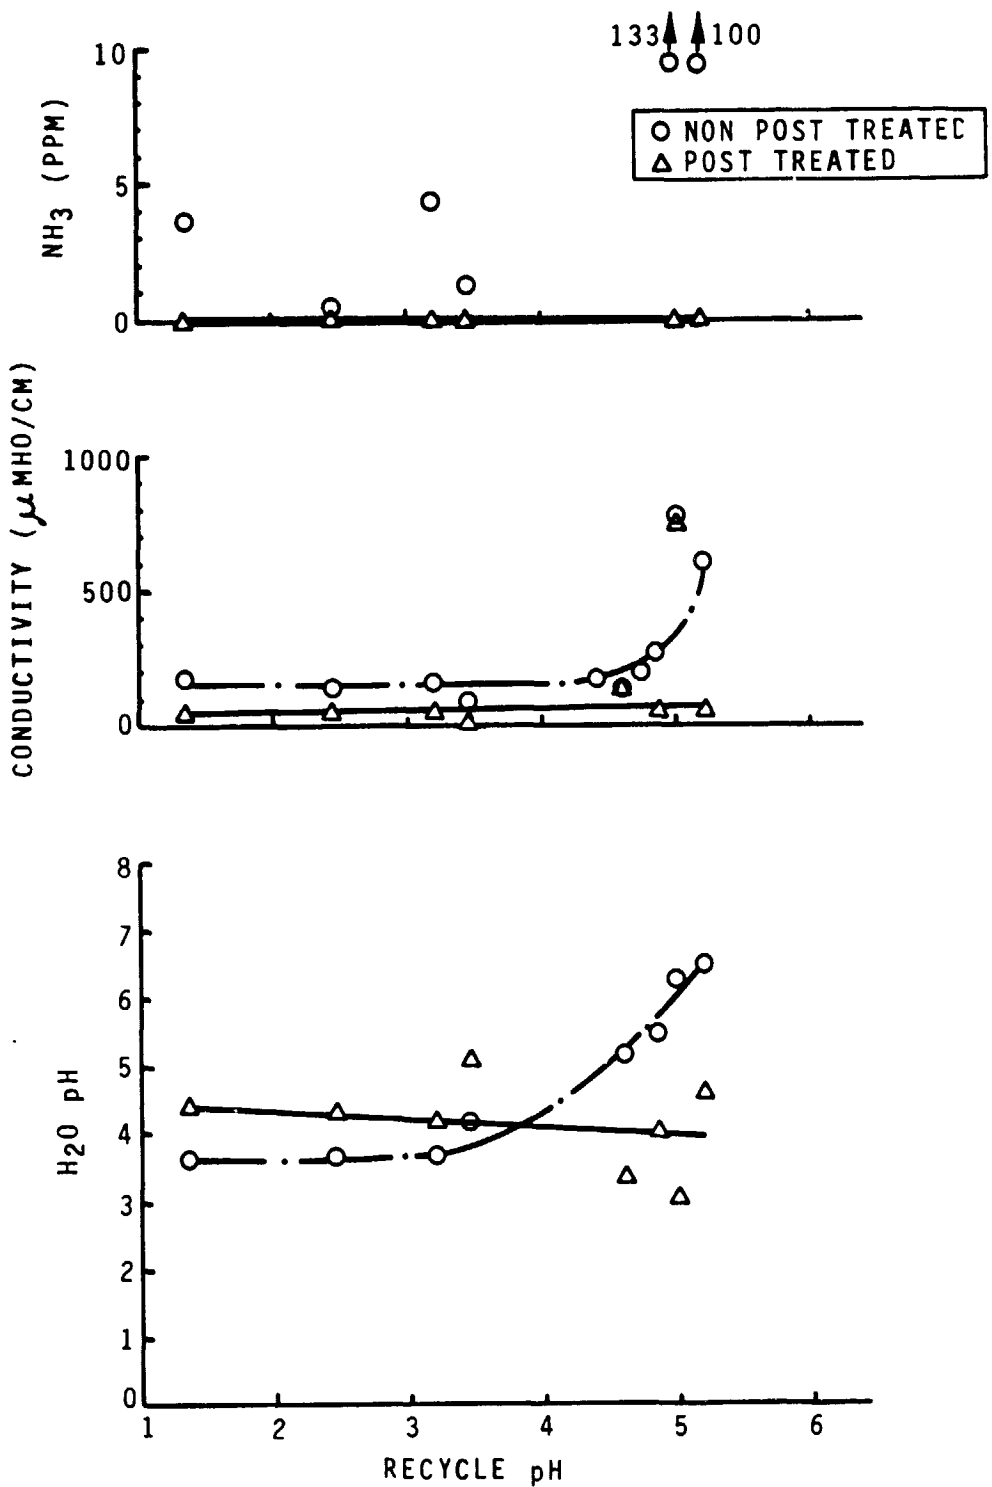 133 100
10
NON POST TREATED
POST TREATED
5
NH3 (PPM)
0
1000
500
0
CONDUCTIVITY (μMHO/CM)
8
7
6
5
4
3
2
1
0
H2O pH
1 2 3 4 5 6
RECYCLE pH